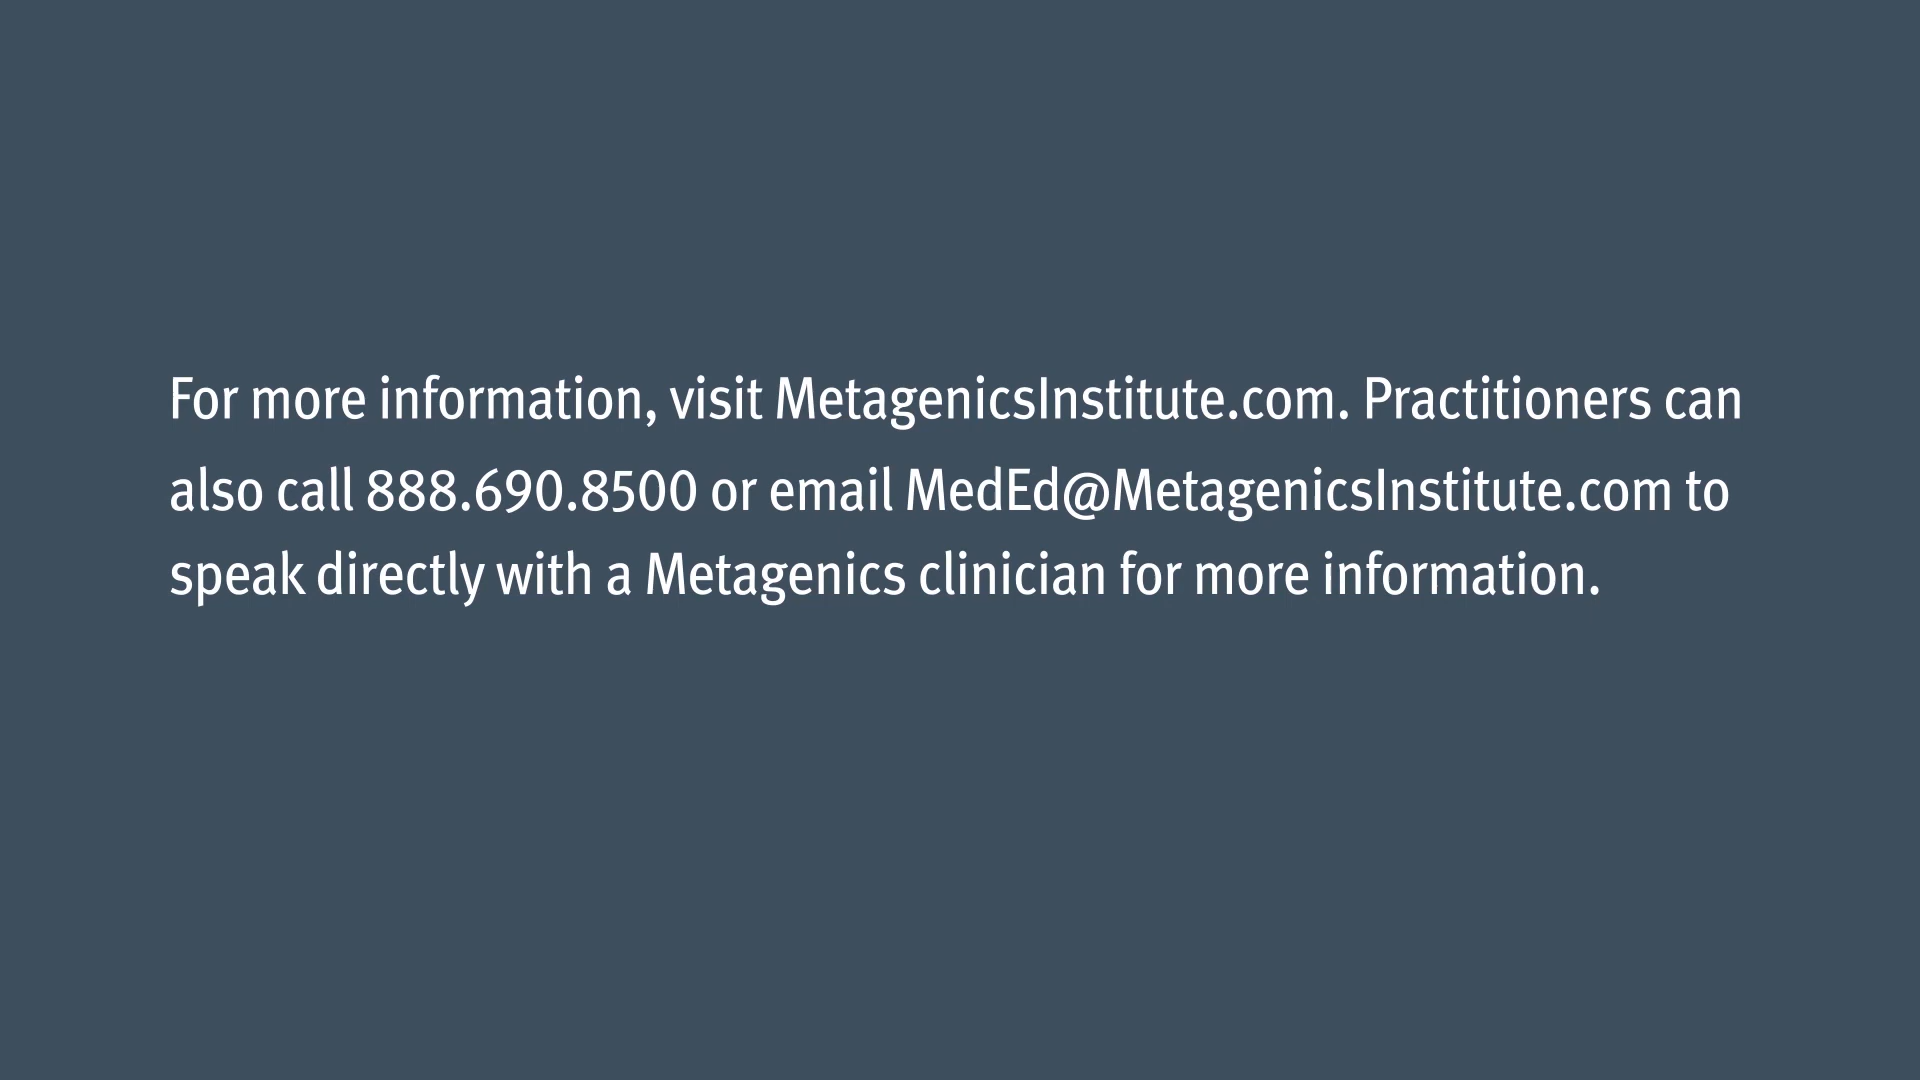 For more information, visit MetagenicsInstitute.com. Practitioners can
also call 888.690.8500 or email MedEd@MetagenicsInstitute.com to
speak directly with a Metagenics clinician for more information.